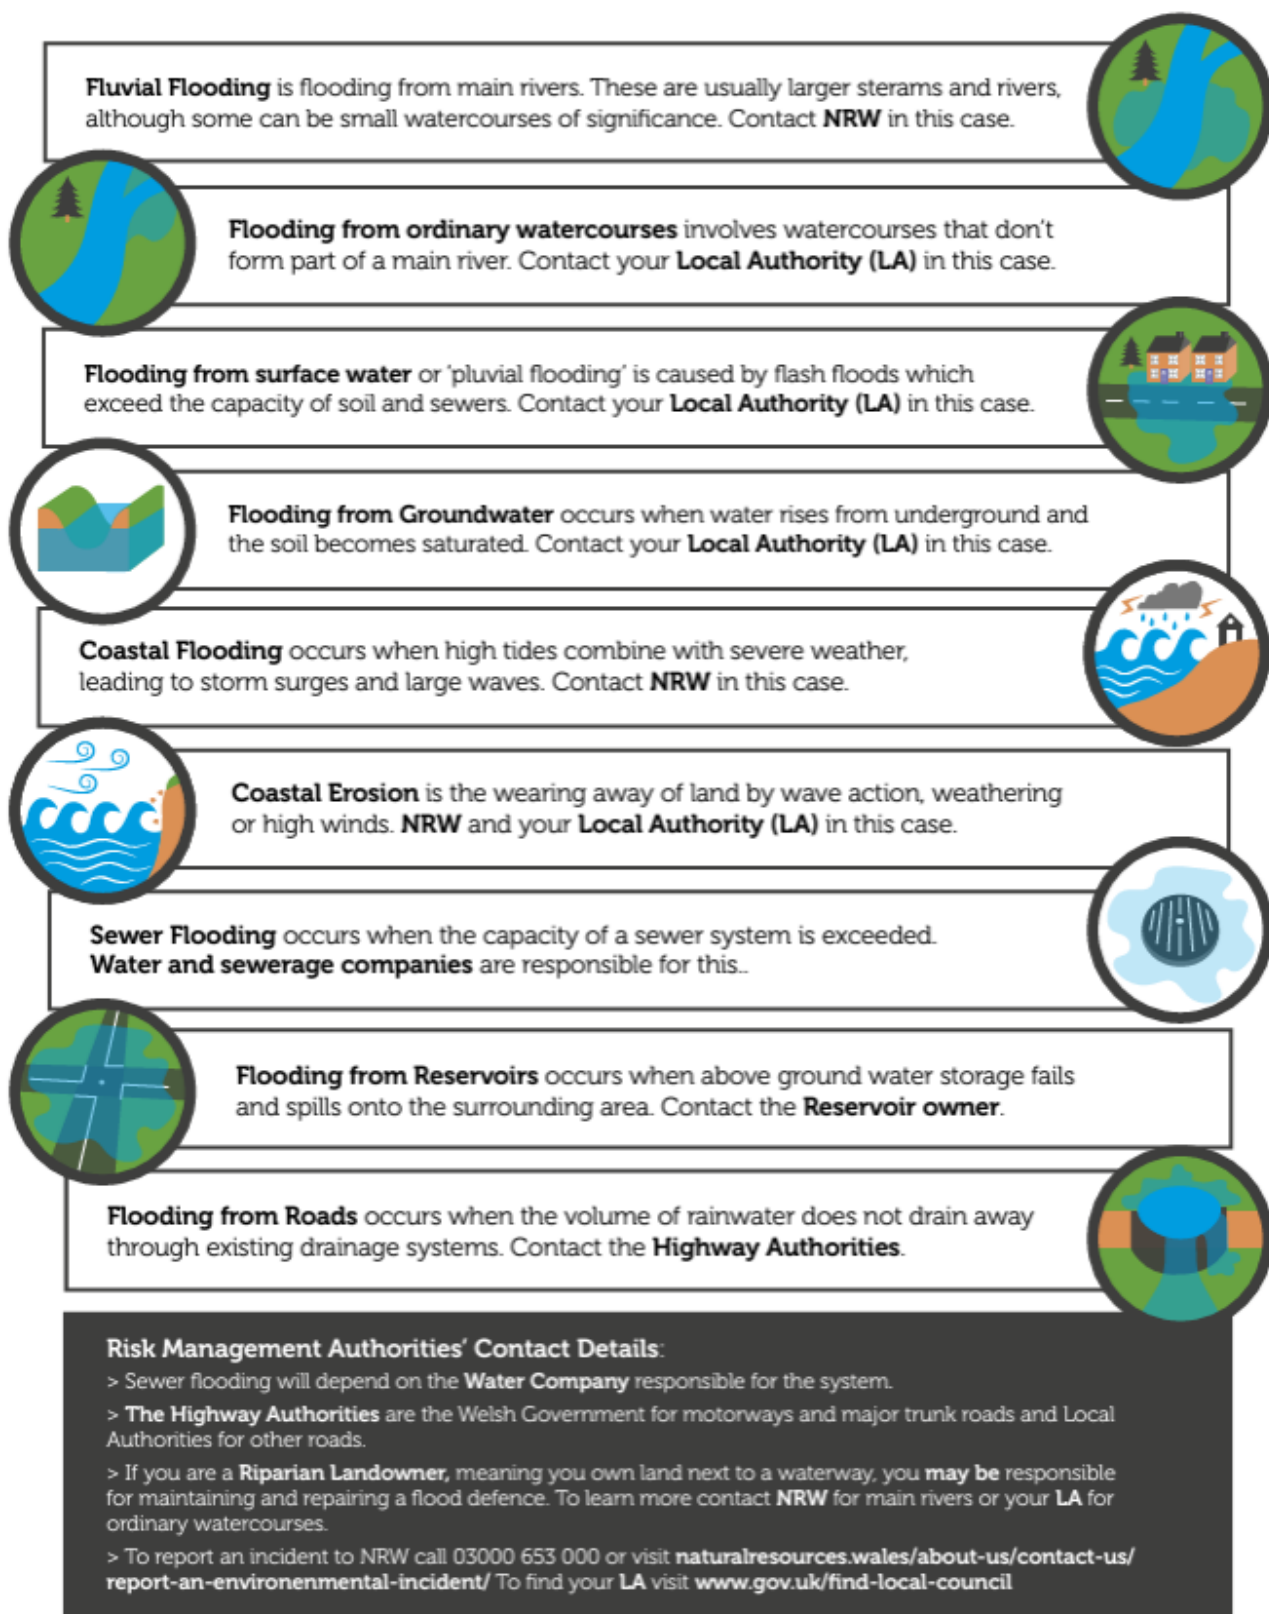 Fluvial Flooding is flooding from main rivers. These are usually larger sterams and rivers,
although some can be small watercourses of significance. Contact NRW in this case.
Flooding from ordinary watercourses involves watercourses that don't
form part of a main river. Contact your Local Authority (LA) in this case.
Flooding from surface water or 'pluvial flooding' is caused by flash floods which
exceed the capacity of soil and sewers. Contact your Local Authority (LA) in this case.
Flooding from Groundwater occurs when water rises from underground and
the soil becomes saturated. Contact your Local Authority (LA) in this case.
Coastal Flooding occurs when high tides combine with severe weather,
leading to storm surges and large waves. Contact NRW in this case.
Coastal Erosion is the wearing away of land by wave action, weathering
or high winds. NRW and your Local Authority (LA) in this case.
Sewer Flooding occurs when the capacity of a sewer system is exceeded.
Water and sewerage companies are responsible for this..
Flooding from Reservoirs occurs when above ground water storage fails
and spills onto the surrounding area. Contact the Reservoir owner.
Flooding from Roads occurs when the volume of rainwater does not drain away
through existing drainage systems. Contact the Highway Authorities.
Risk Management Authorities' Contact Details:
> Sewer flooding will depend on the Water Company responsible for the system.
> The Highway Authorities are the Welsh Government for motorways and major trunk roads and Local
Authorities for other roads.
> If you are a Riparian Landowner, meaning you own land next to a waterway, you may be responsible
for maintaining and repairing a flood defence. To learn more contact NRW for main rivers or your LA for
ordinary watercourses.
> To report an incident to NRW call 03000 653 000 or visit naturalresources.wales/about-us/contact-us/
report-an-environenmental-incident/ To find your LA visit www.gov.uk/find-local-council